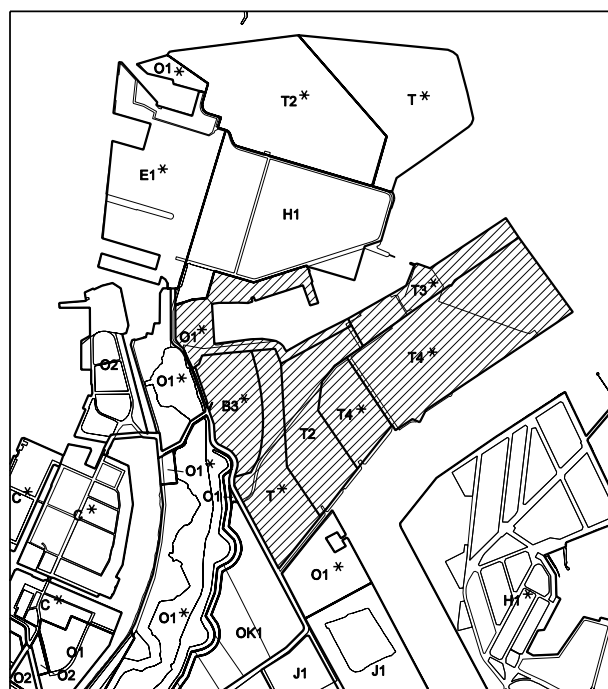 O1*
T2*
T*
E1*
H1
T3*
O1*
T4*
O2
O1*
B3*
T4*
T2
O1*
C*
O1
T*
C*
O1*
C*
H1*
O1*
OK1
O1
O2
O2
J1
J1